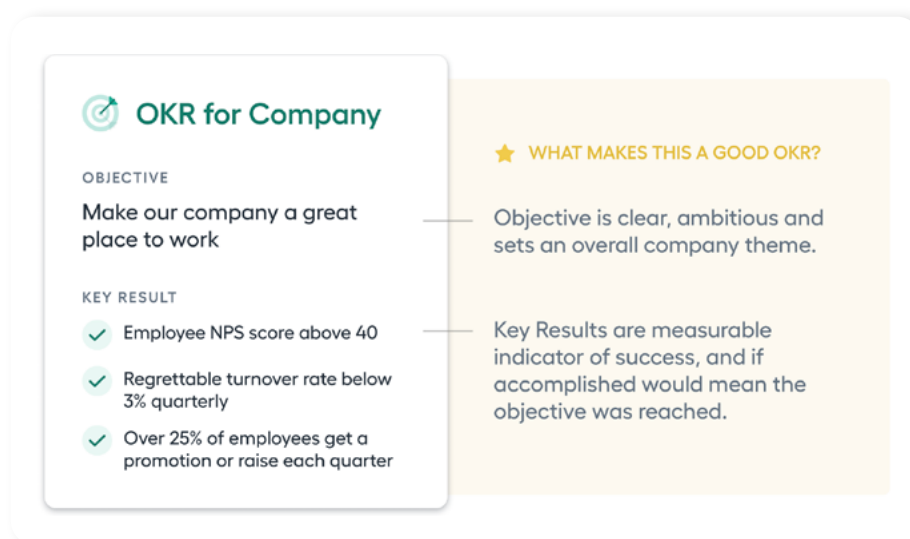 OKR for Company
OBJECTIVE
Make our company a great
place to work
KEY RESULT
Employee NPS score above 40
Regrettable turnover rate below
3% quarterly
Over 25% of employees get a
promotion or raise each quarter
WHAT MAKES THIS A GOOD OKR?
Objective is clear, ambitious and
sets an overall company theme.
Key Results are measurable
indicator of success, and if
accomplished would mean the
objective was reached.